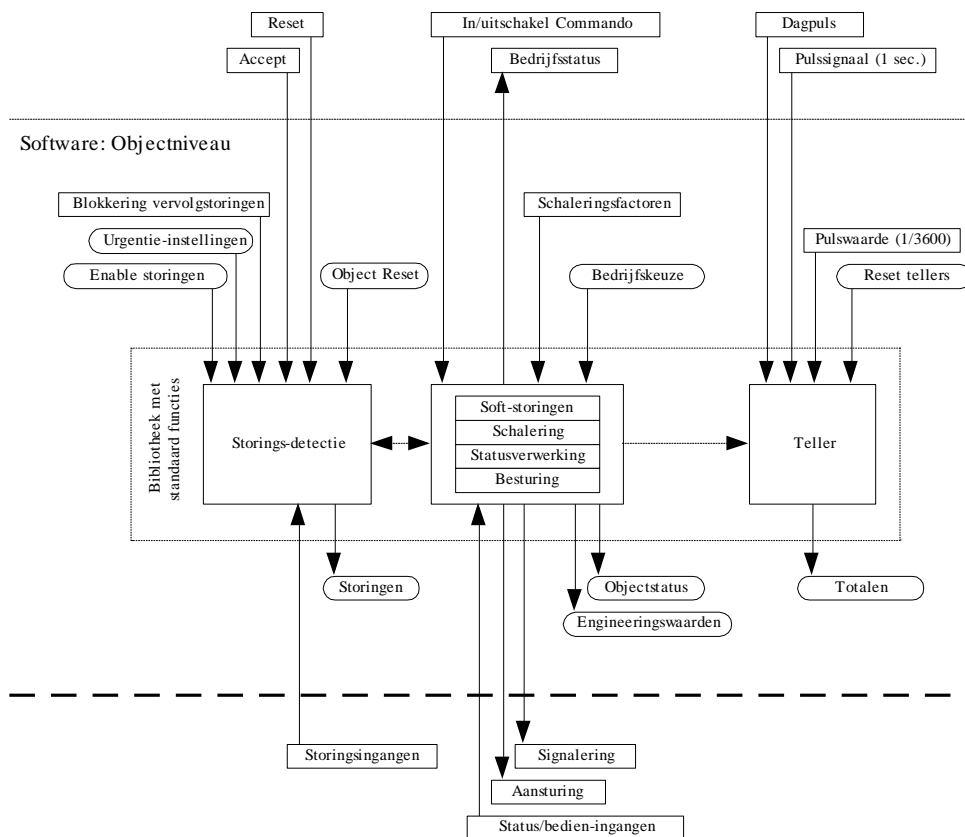 Reset
In/uitschakel Commando
Dagpuls
Accept
Bedrijfsstatus
Pulssignaal (1 sec.)
Software: Objectniveau
Blokkering vervolgstoringen
Schaleringsfactoren
Urgentie-instellingen
Pulswaarde (1/3600)
Enable storingen
Object Reset
Bedrijfskeuze
Reset tellers
Bibliotheek met
standaard functies
Storings-detectie
Soft-storingen
Schalering
Statusverwerking
Besturing
Teller
Storingen
Objectstatus
Totalen
Engineeringswaarden
Storingsingangen
Signalering
Aansturing
Status/bedien-ingangen